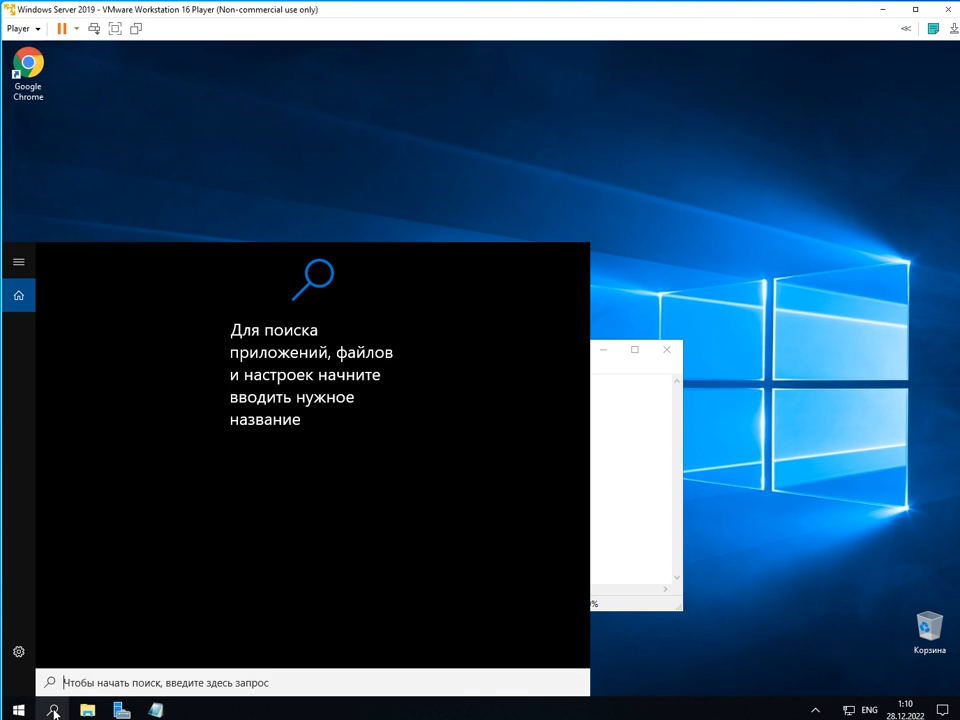 Windows Server 2019 - VMware Workstation 16 Player (Non-commercial use only)
Player
Google
Chrome
Для поиска
приложений, файлов
и настроек начните
вводить нужное
название
%
Корзина
Чтобы начать поиск, введите здесь запрос
ENG
1:10
28.12.2022